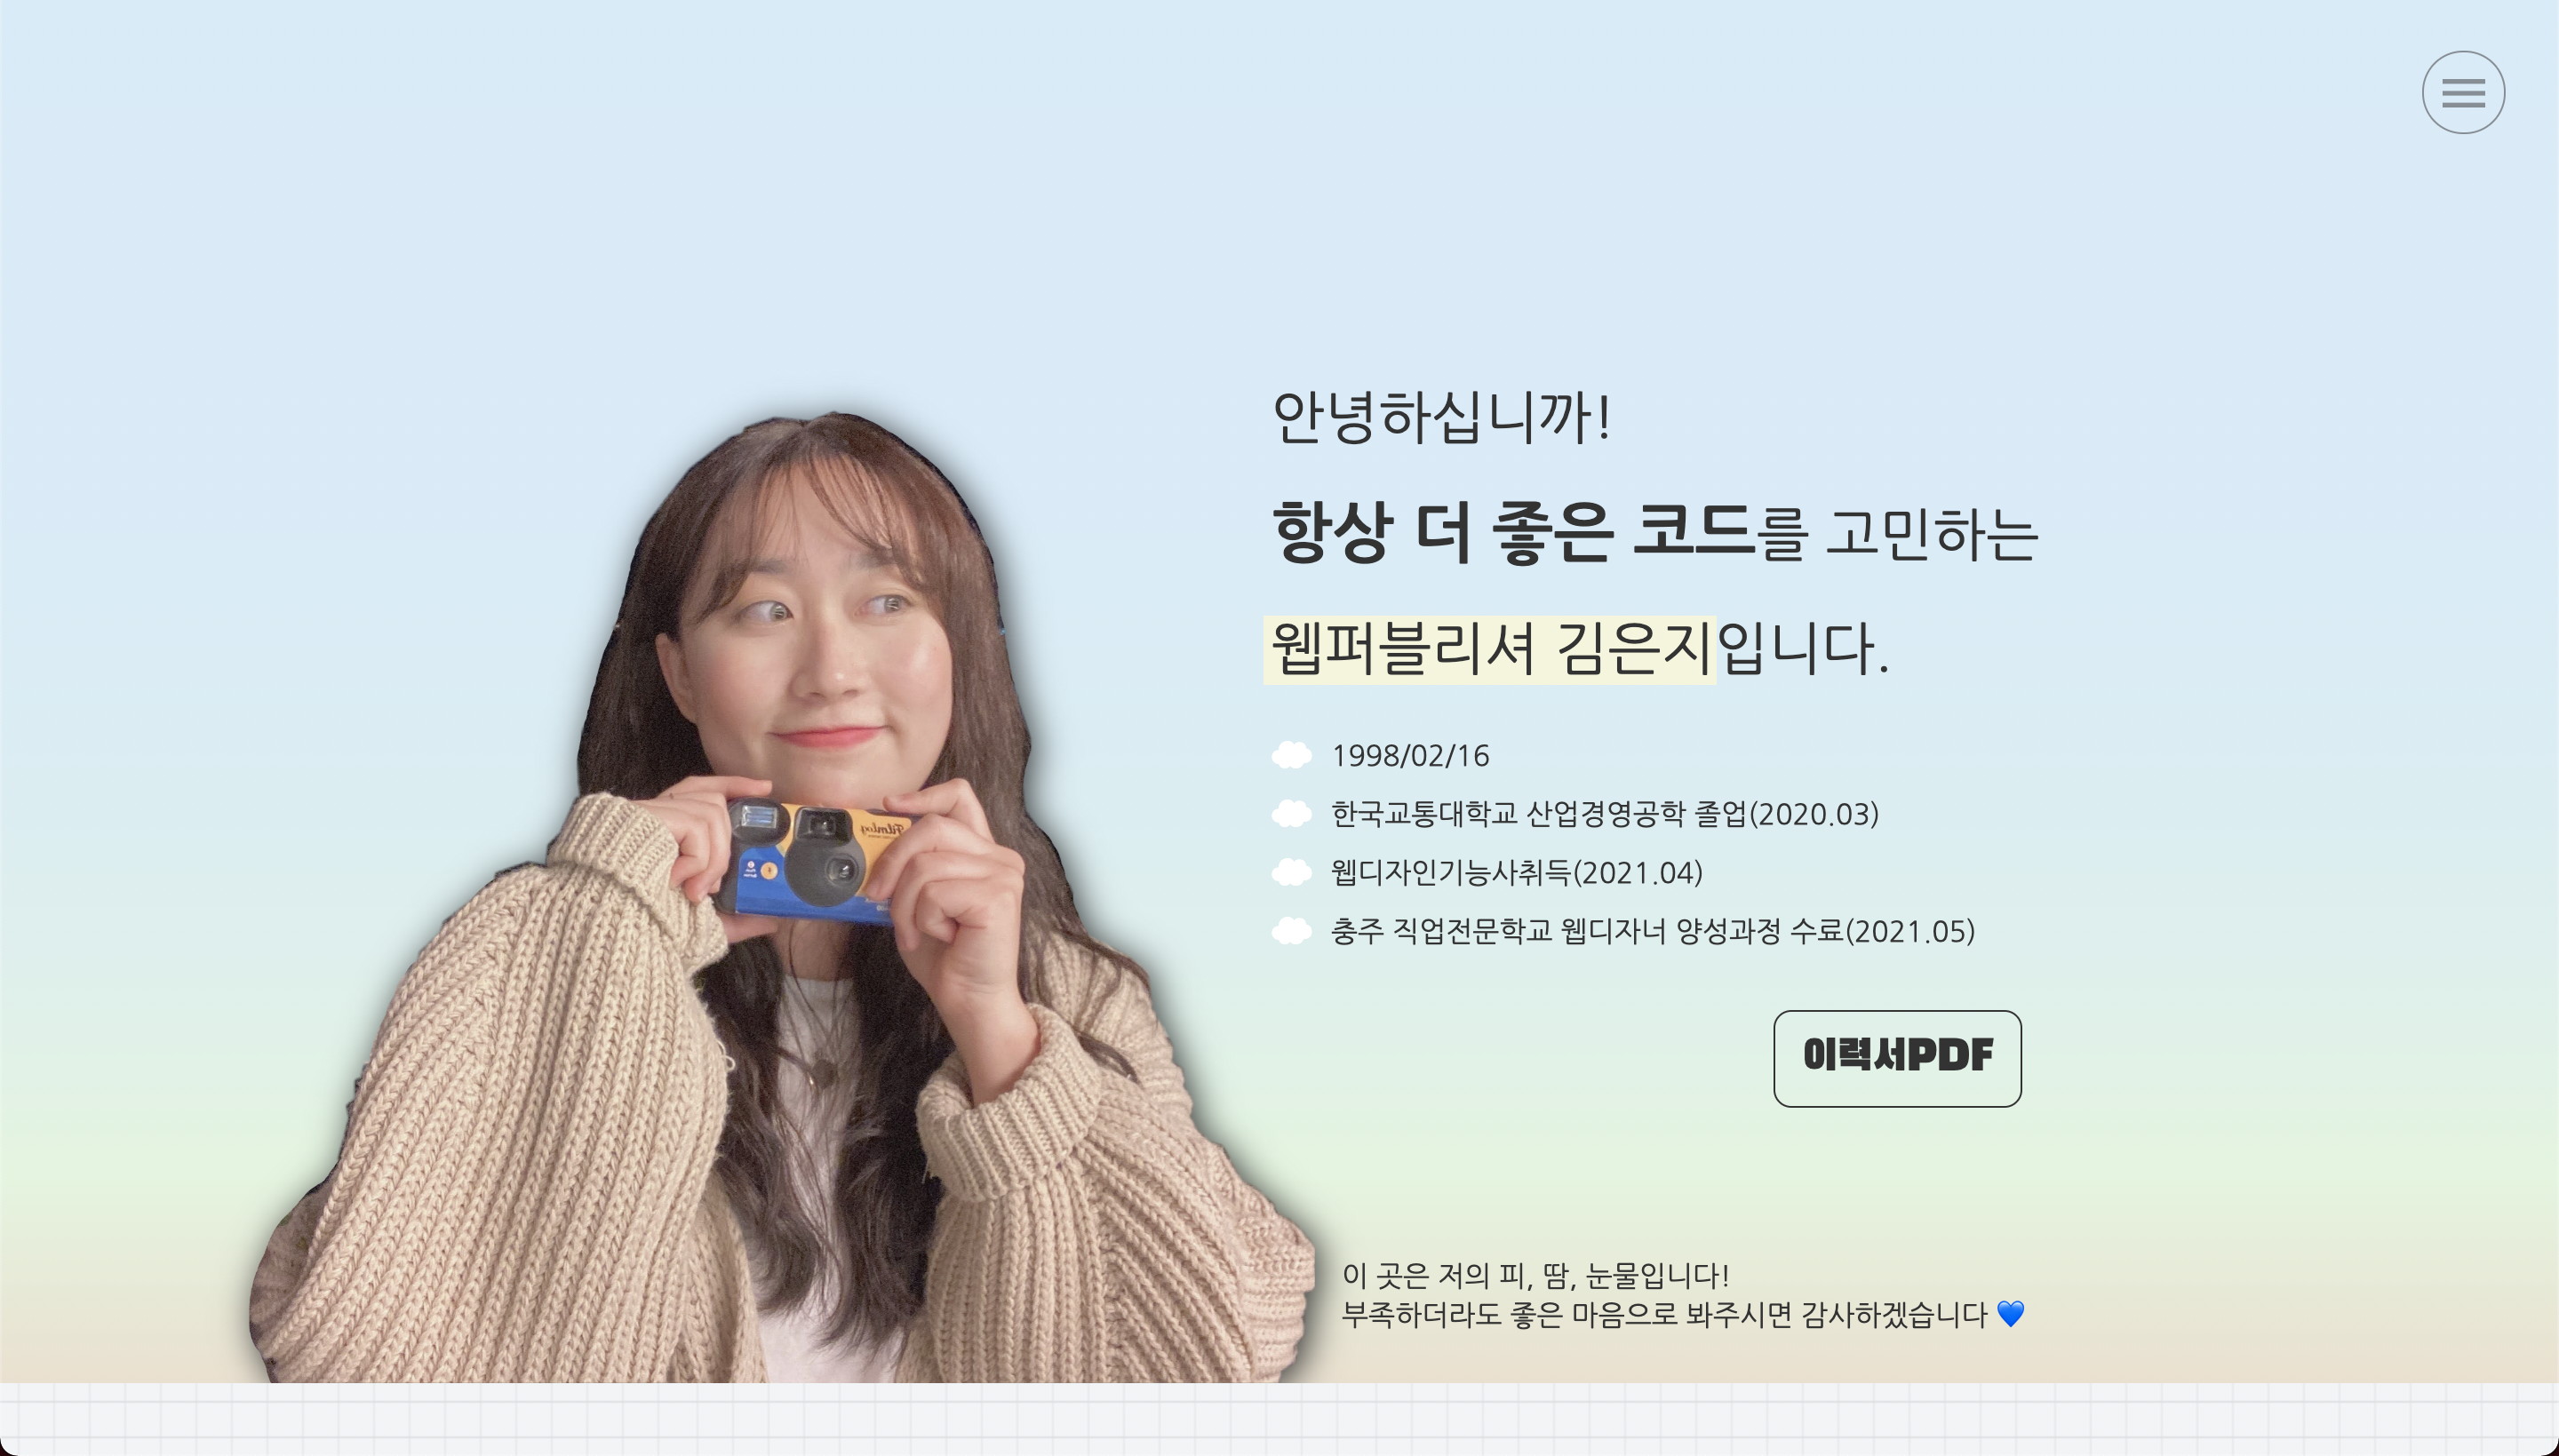 안녕하십니까!
항상 더 좋은 코드를 고민하는
웹퍼블리셔 김은지입니다.
1998/02/16
한국교통대학교 산업경영공학 졸업(2020.03)
웹디자인기능사취득(2021.04)
충주 직업전문학교 웹디자너 양성과정 수료(2021.05)
이력서PDF
이 곳은 저의 피, 땀, 눈물입니다!
부족하더라도 좋은 마음으로 봐주시면 감사하겠습니다 💙
Filmlog